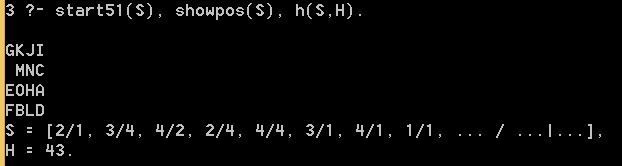 3 ?- start51(S), showpos(S), h(S,H).
GKJI
 MNC
EOHA
FBLD
S = [2/1, 3/4, 4/2, 2/4, 4/4, 3/1, 4/1, 1/1, ... / ...|...],
H = 43.